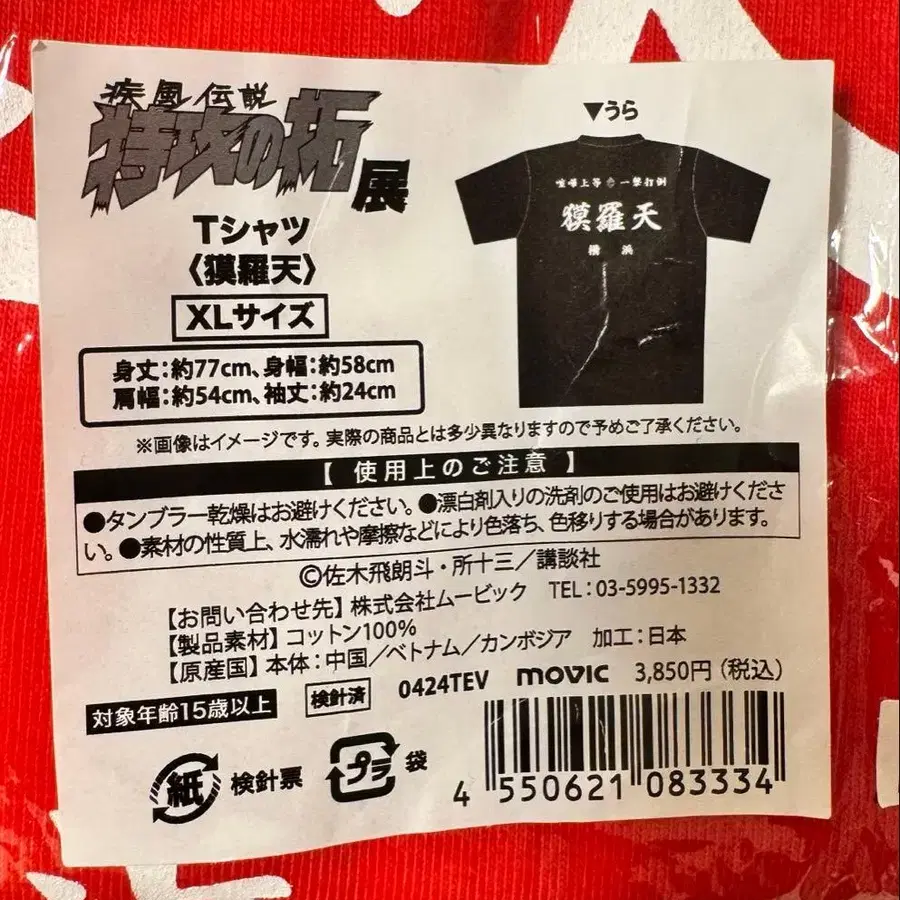 疾風伝説
特攻の拓展
Tシャツ
〈獏羅天〉
XLサイズ
身丈：約77cm、身幅：約58cm
肩幅：約54cm、袖丈：約24cm
▼うら
喧嘩上等 一撃打倒
獏羅天
横浜
※画像はイメージです。実際の商品とは多少異なりますので予めご了承ください。
【使用上のご注意】
●タンブラー乾燥はお避けください。●漂白剤入りの洗剤のご使用はお避けくださ
い。●素材の性質上、水濡れや摩擦などにより色落ち、色移りする場合があります。
©佐木飛朗斗・所十三／講談社
【お問い合わせ先】株式会社ムービック TEL：03-5995-1332
【製品素材】コットン100%
【原産国】本体：中国／ベトナム／カンボジア 加工：日本
対象年齢15歳以上 検針済 0424TEV movic 3,850円（税込）
紙 検針票 プラ 袋
4 550621 083334